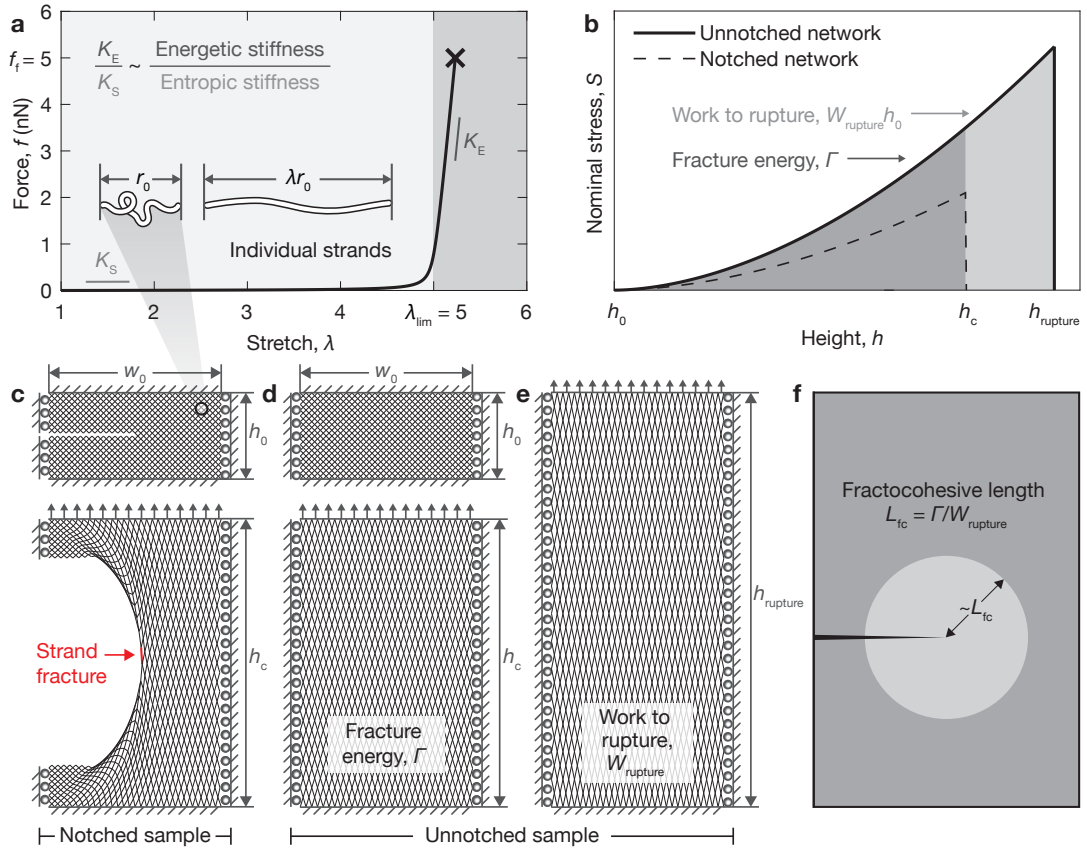 a
K_E / K_S ~ Energetic stiffness / Entropic stiffness
f_f = 5
4
3
2
1
0
Force, f (nN)
r_0
λr_0
K_E
K_S
Individual strands
1
2
3
4
λ_lim = 5
6
Stretch, λ
b
Unnotched network
Notched network
Work to rupture, W_rupture h_0
Fracture energy, Γ
Nominal stress, S
0
h_0
h_c
h_rupture
Height, h
c
w_0
h_0
Strand
fracture
h_c
Notched sample
d
w_0
h_0
Fracture
energy, Γ
h_c
e
Work to
rupture,
W_rupture
h_rupture
Unnotched sample
f
Fractocohesive length
L_fc = Γ/W_rupture
~L_fc